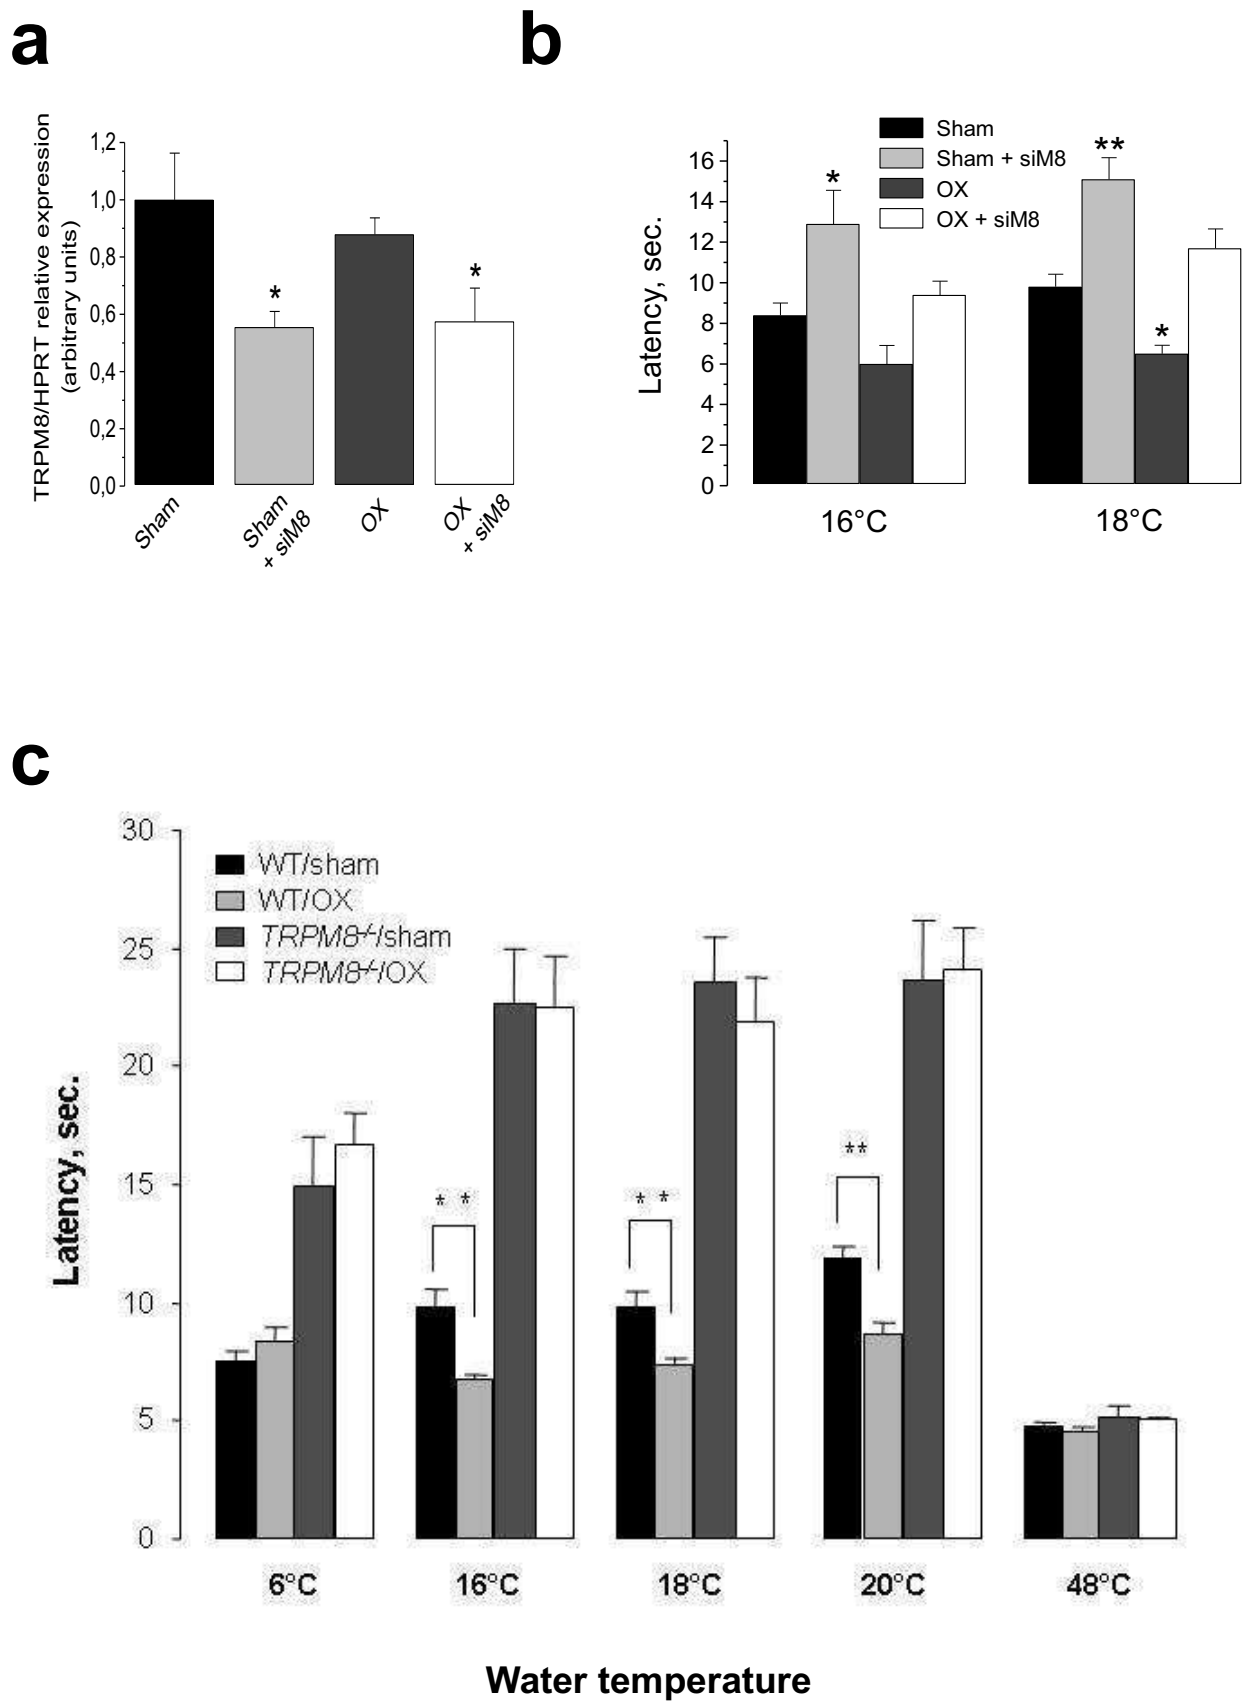 a
b
TRPM8/HPRT relative expression
(arbitrary units)
1,2
1,0
0,8
0,6
0,4
0,2
0,0
*
*
Sham
Sham
+ siM8
OX
OX
+ siM8
Latency, sec.
16
14
12
10
8
6
4
2
0
Sham
Sham + siM8
OX
OX + siM8
*
**
*
16°C
18°C
c
Latency, sec.
30
25
20
15
10
5
0
WT/sham
WT/OX
TRPM8-/-/sham
TRPM8-/-/OX
* *
* *
**
6°C
16°C
18°C
20°C
48°C
Water temperature